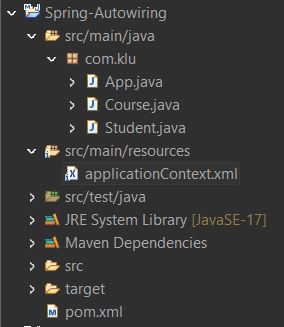 Spring-Autowiring
src/main/java
com.klu
App.java
Course.java
Student.java
src/main/resources
applicationContext.xml
src/test/java
JRE System Library [JavaSE-17]
Maven Dependencies
src
target
pom.xml